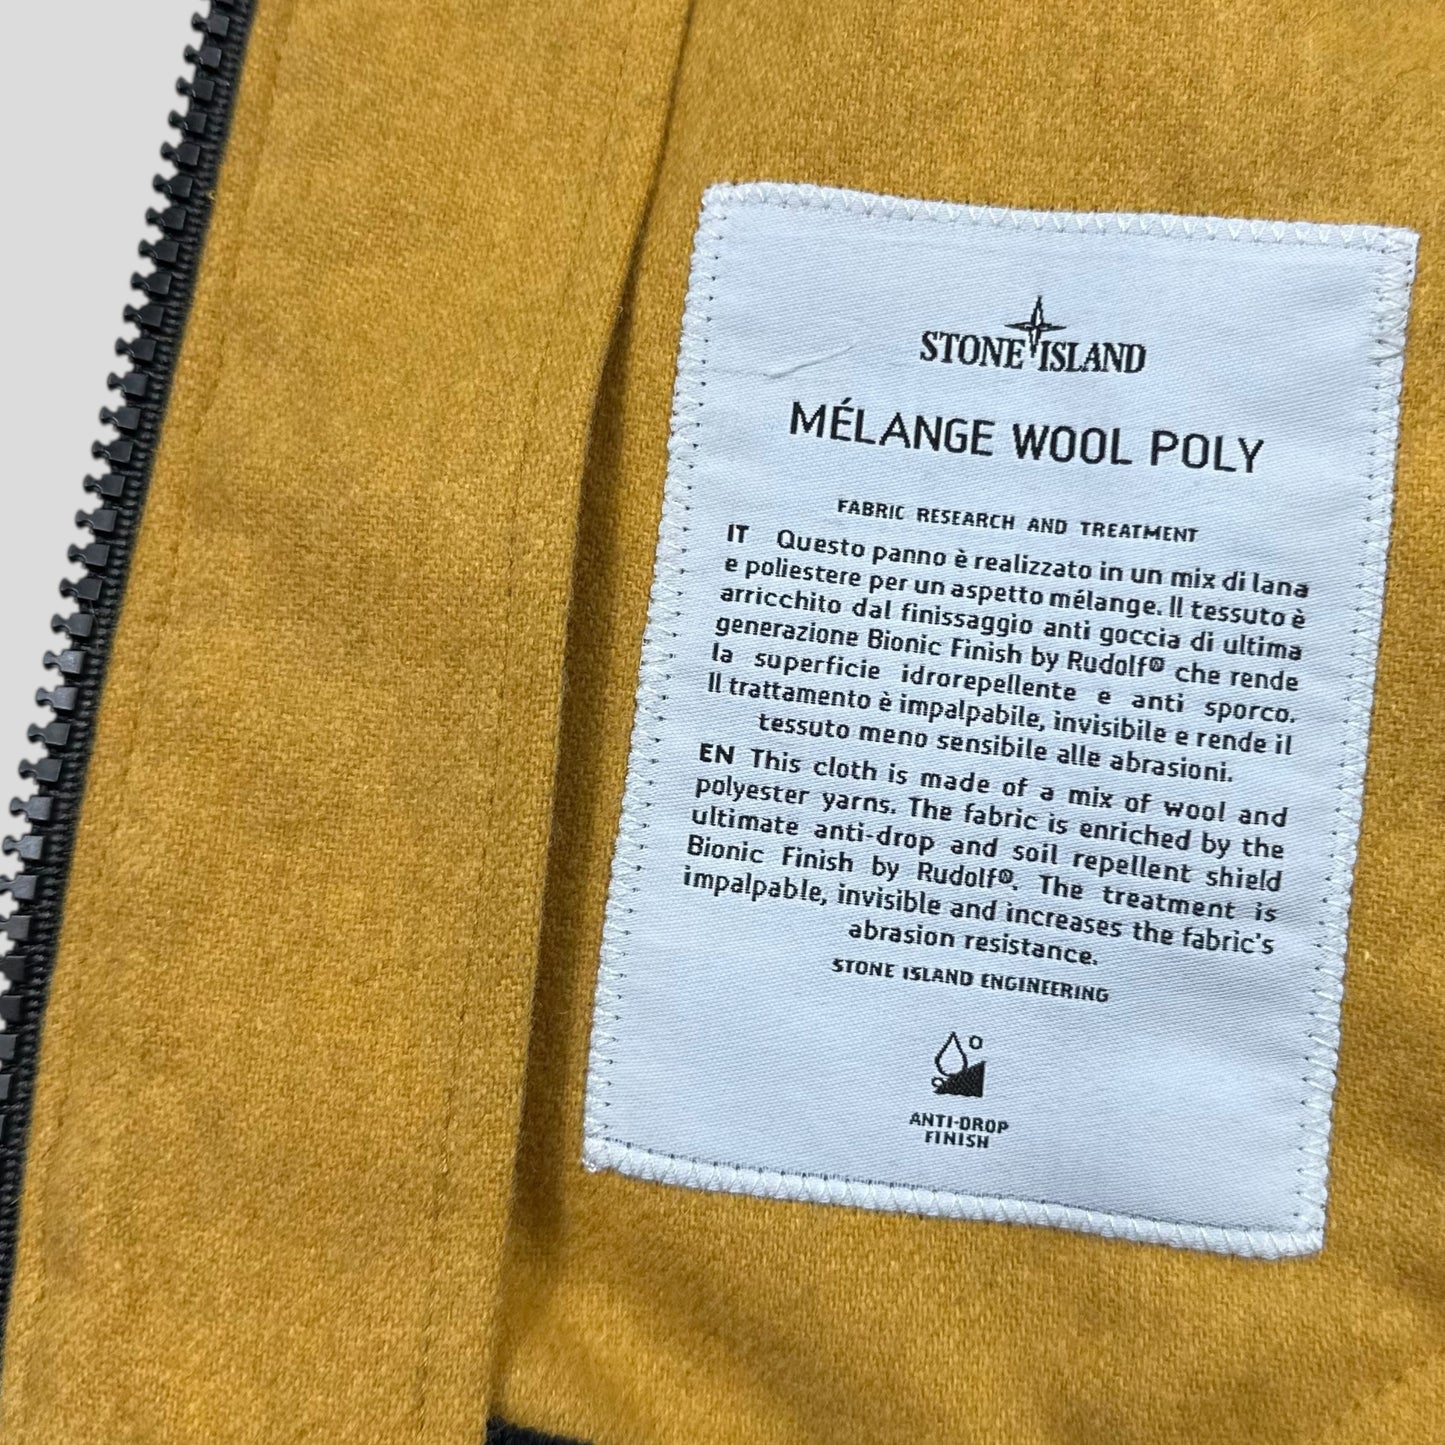 STONE ISLAND
MÉLANGE WOOL POLY
FABRIC RESEARCH AND TREATMENT
IT Questo panno è realizzato in un mix di lana
e poliestere per un aspetto mélange. Il tessuto è
arricchito dal finissaggio anti goccia di ultima
generazione Bionic Finish by Rudolf® che rende
la superficie idrorepellente e anti sporco.
Il trattamento è impalpabile, invisibile e rende il
tessuto meno sensibile alle abrasioni.
EN This cloth is made of a mix of wool and
polyester yarns. The fabric is enriched by the
ultimate anti-drop and soil repellent shield
Bionic Finish by Rudolf®. The treatment is
impalpable, invisible and increases the fabric's
abrasion resistance.
STONE ISLAND ENGINEERING
ANTI-DROP
FINISH